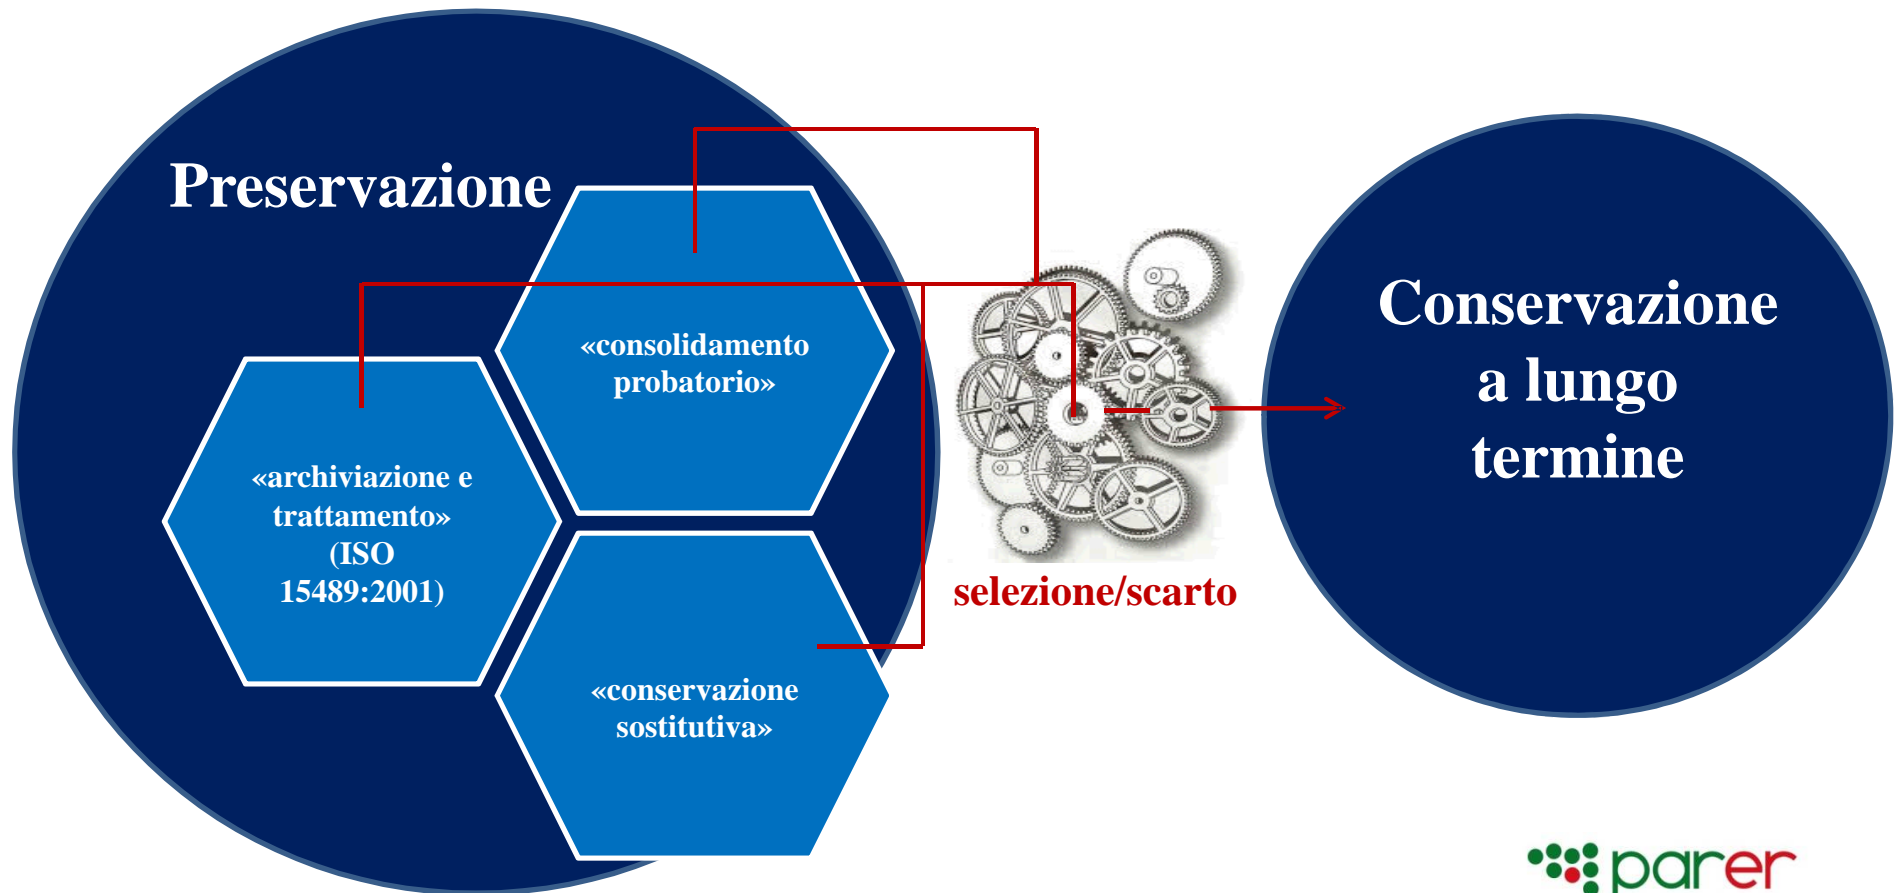 Preservazione
«consolidamento
probatorio»
«archiviazione e
trattamento»
(ISO
15489:2001)
«conservazione
sostitutiva»
selezione/scarto
Conservazione
a lungo
termine
parer